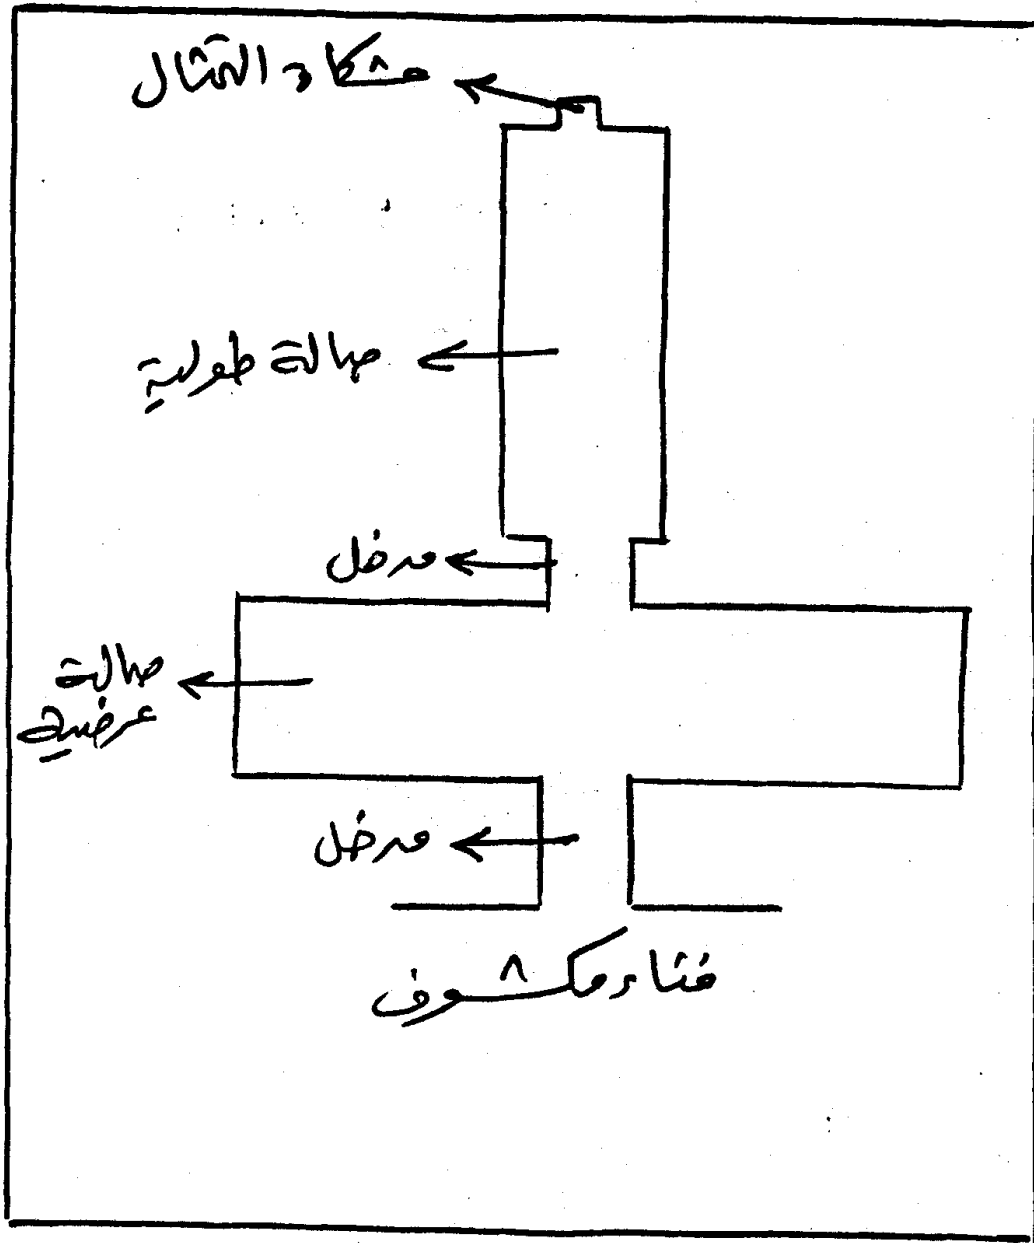 مشكاة التمثال
صالة طولية
مدخل
صالة
عرضية
مدخل
فناء مكشوف